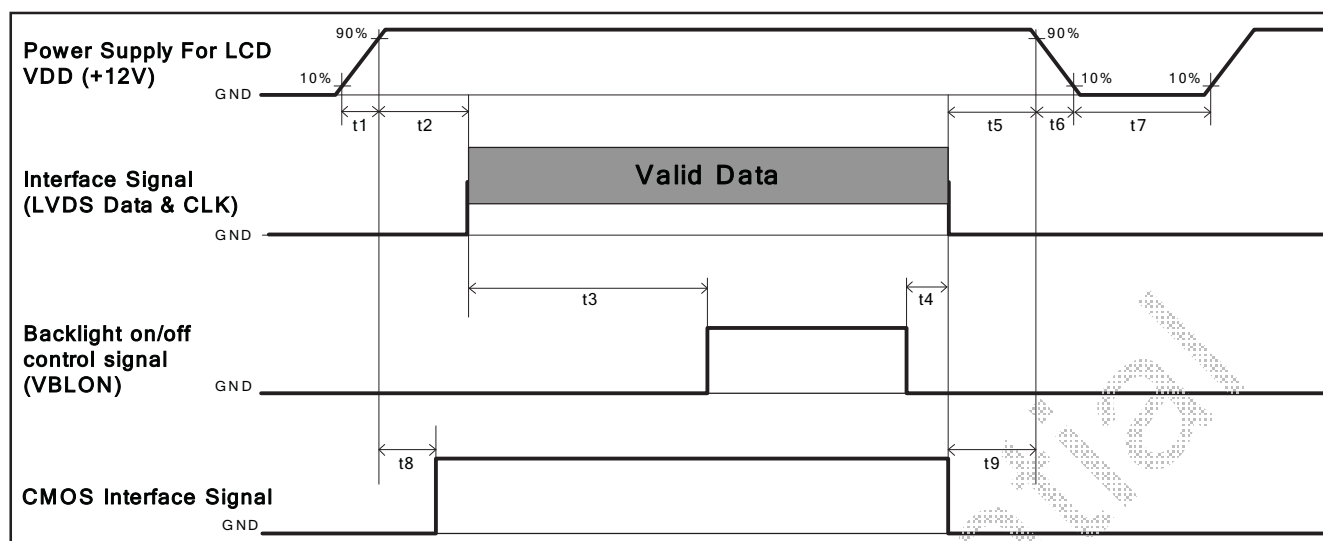 Power Supply For LCD
VDD (+12V)
90%
10%
GND
90%
10%
10%
t1
t2
t5
t6
t7
Interface Signal
(LVDS Data & CLK)
Valid Data
GND
t3
t4
Backlight on/off
control signal
(VBLON)
GND
t8
t9
CMOS Interface Signal
GND